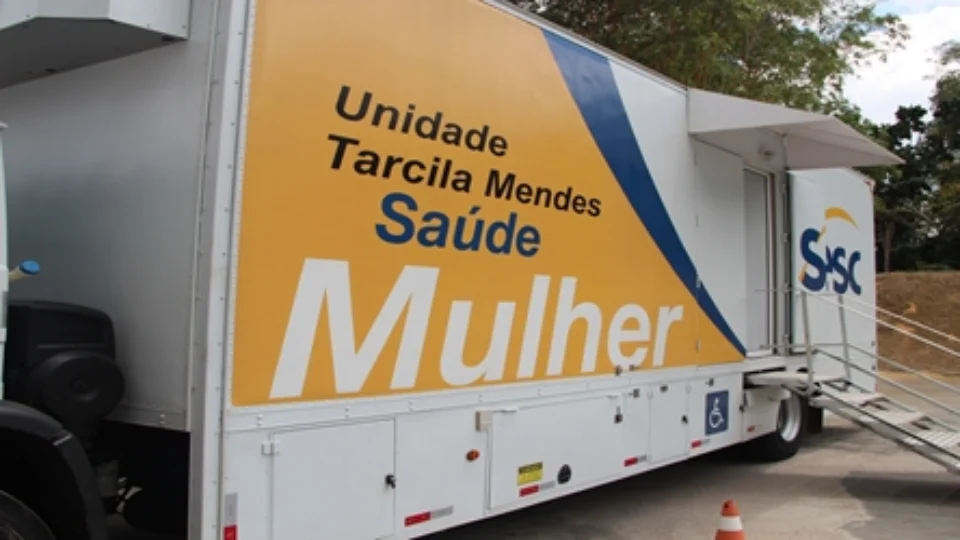 Unidade
Tarcila Mendes
Saúde
Mulher
Sesc